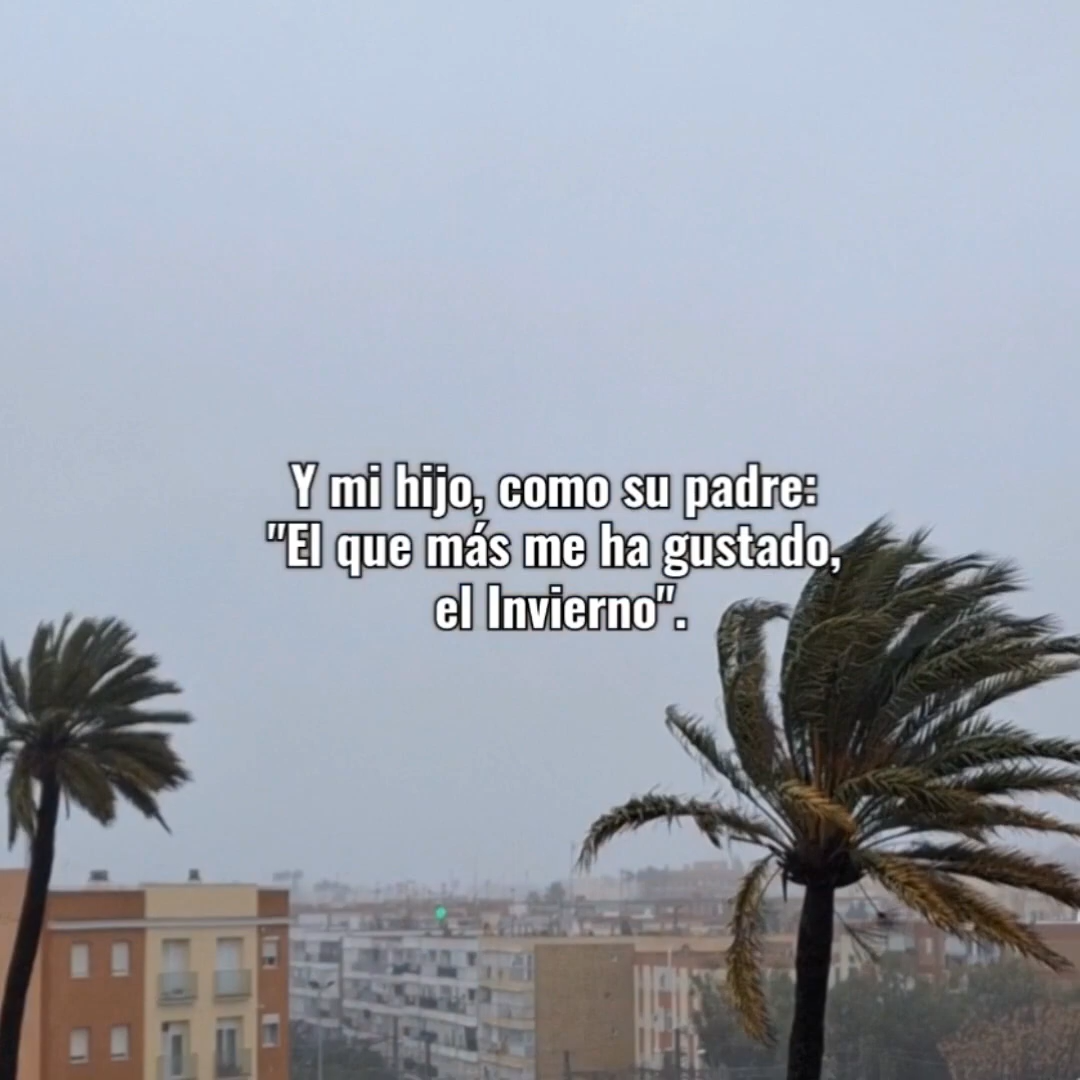 Y mi hijo, como su padre:
"El que más me ha gustado,
el Invierno".